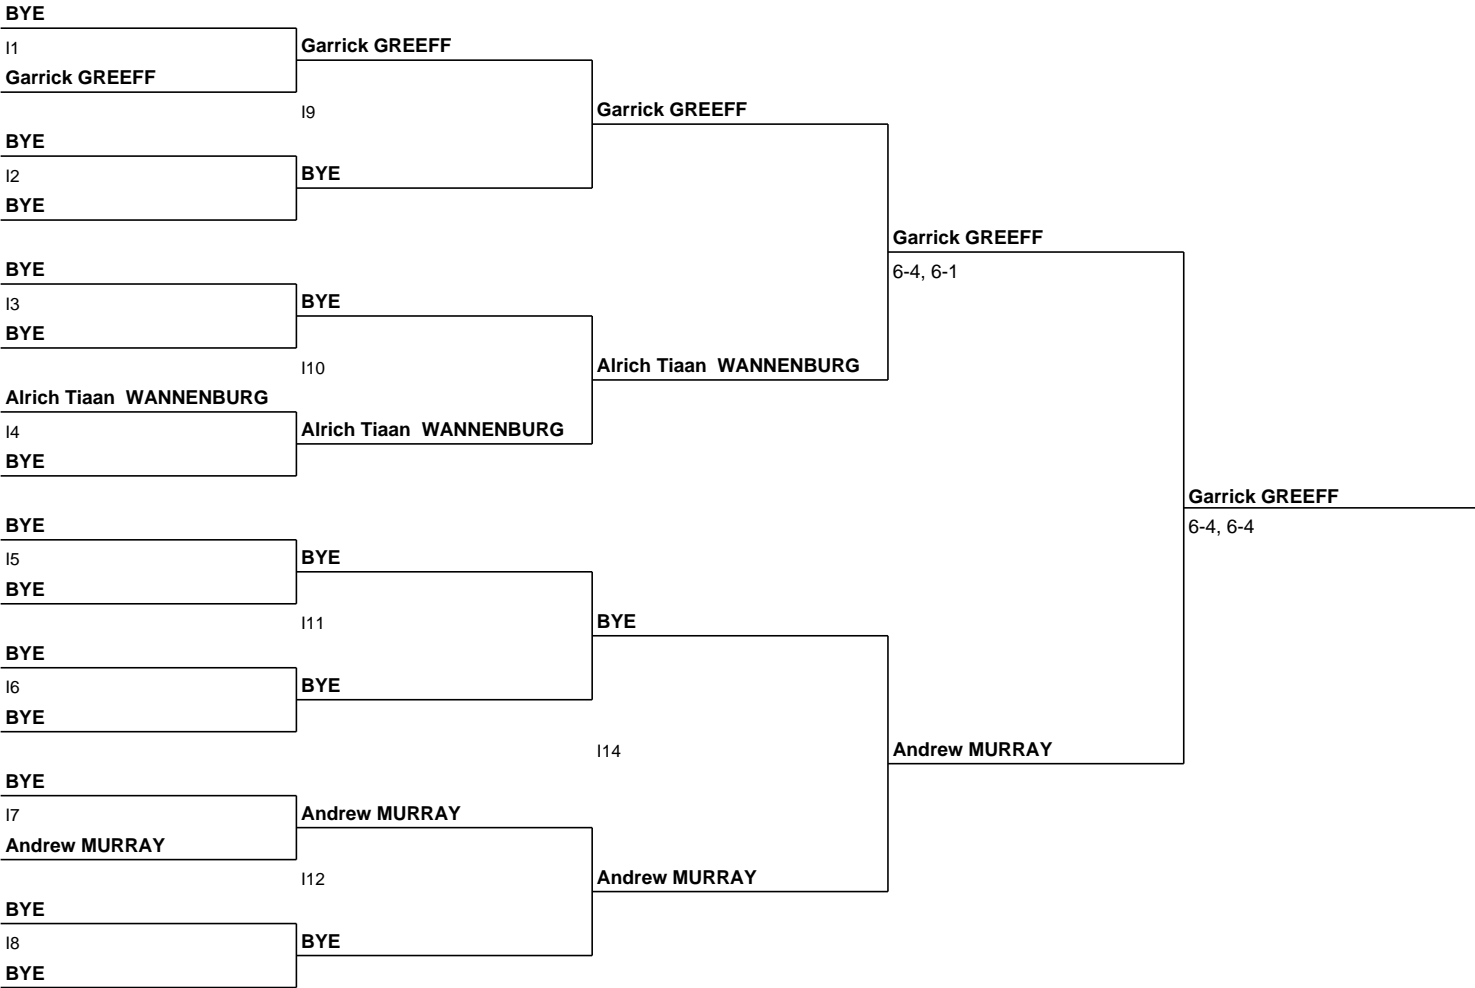 BYE
I1
Garrick GREEFF
Garrick GREEFF
I9
BYE
I2
BYE
BYE
Garrick GREEFF
BYE
I3
BYE
BYE
I10
Alrich Tiaan  WANNENBURG
I4
BYE
Alrich Tiaan  WANNENBURG
Alrich Tiaan  WANNENBURG
Garrick GREEFF
6-4, 6-1
BYE
I5
BYE
BYE
I11
BYE
I6
BYE
BYE
BYE
I14
BYE
I7
Andrew MURRAY
Andrew MURRAY
I12
BYE
I8
BYE
BYE
Andrew MURRAY
Andrew MURRAY
Garrick GREEFF
6-4, 6-4